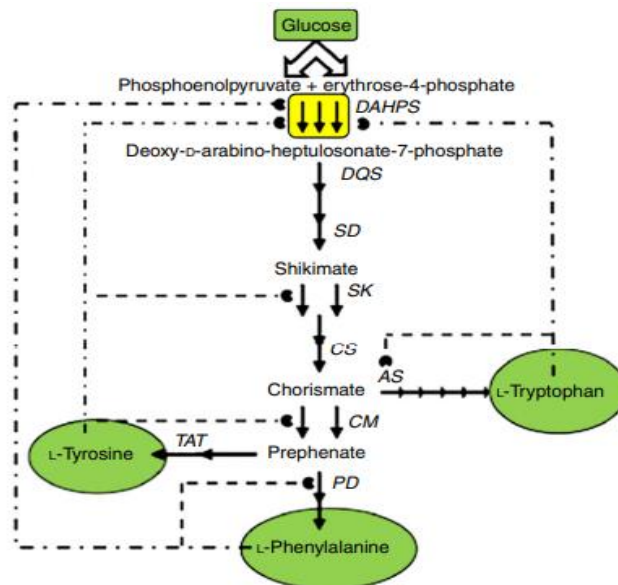 Glucose
Phosphoenolpyruvate + erythrose-4-phosphate
DAHPS
Deoxy-D-arabino-heptulosonate-7-phosphate
DQS
SD
Shikimate
SK
CS
AS
Chorismate
L-Tryptophan
CM
TAT
L-Tyrosine
Prephenate
PD
L-Phenylalanine